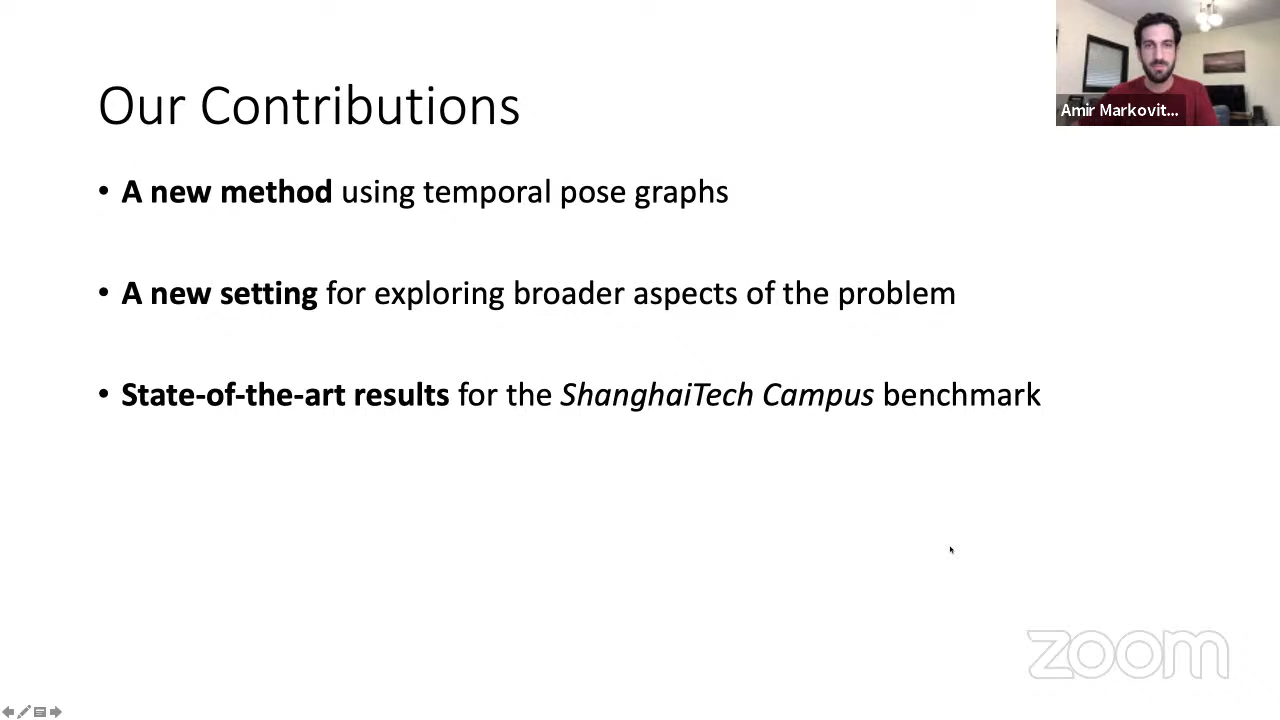 Our Contributions
Amir Markovit...
• A new method using temporal pose graphs
• A new setting for exploring broader aspects of the problem
• State-of-the-art results for the ShanghaiTech Campus benchmark
zoom